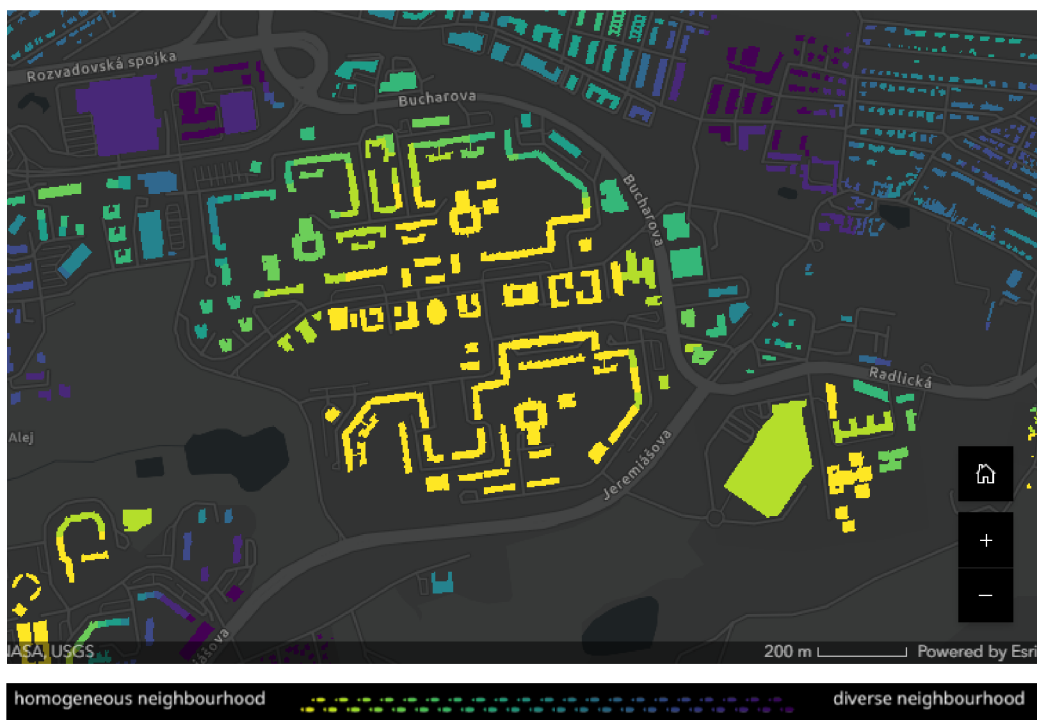 Rozvadovská spojka
Bucharova
Bucharova
Radlická
Alej
Jeremiášova
ášova
NASA, USGS
200 m
Powered by Esri
+
−
homogeneous neighbourhood
diverse neighbourhood